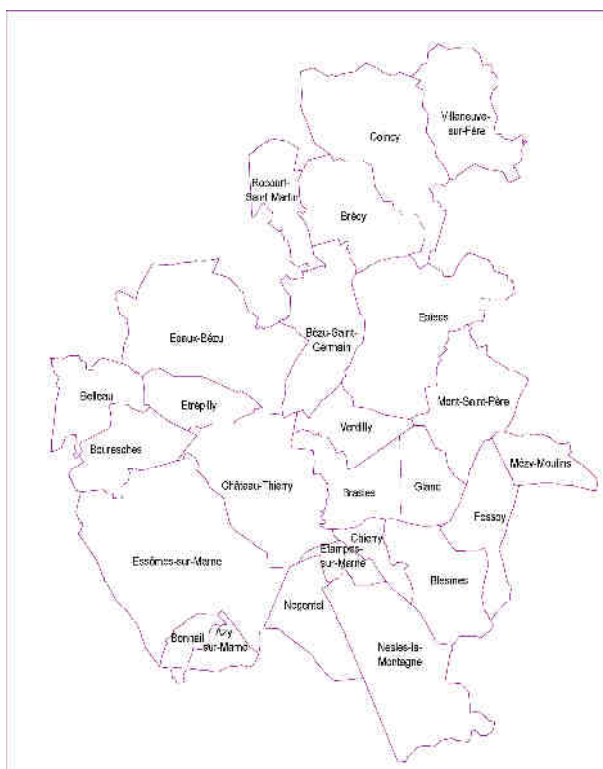 Villeneuve-
sur-Fère
Coincy
Rocourt-
Saint-Martin
Brécy
Epieds
Bézu-Saint-
Germain
Epaux-Bézu
Belleau
Etrépilly
Mont-Saint-Père
Verdilly
Bouresches
Mézy-Moulins
Château-Thierry
Brasles
Gland
Fossoy
Chierry
Etampes-
sur-Marne
Essômes-sur-Marne
Blesmes
Nogentel
Bonneil
Azy
sur-Marne
Nesles-la-
Montagne